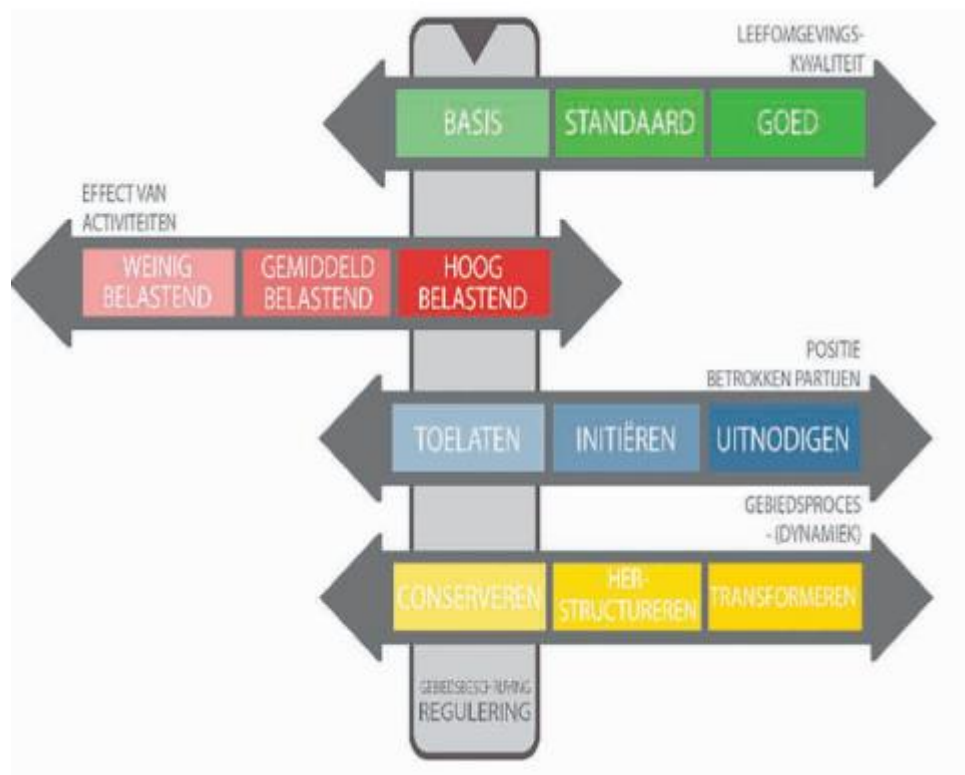 LEEFOMGEVINGS-
KWALITEIT
BASIS STANDAARD GOED
EFFECT VAN
ACTIVITEITEN
WEINIG
BELASTEND
GEMIDDELD
BELASTEND
HOOG
BELASTEND
POSITIE
BETROKKEN PARTIJEN
TOELATEN INITIËREN UITNODIGEN
GEBIEDSPROCES
- (DYNAMIEK)
CONSERVEREN
HER-
STRUCTUREREN
TRANSFORMEREN
GEBIEDSBESCHRIJVING
REGULERING